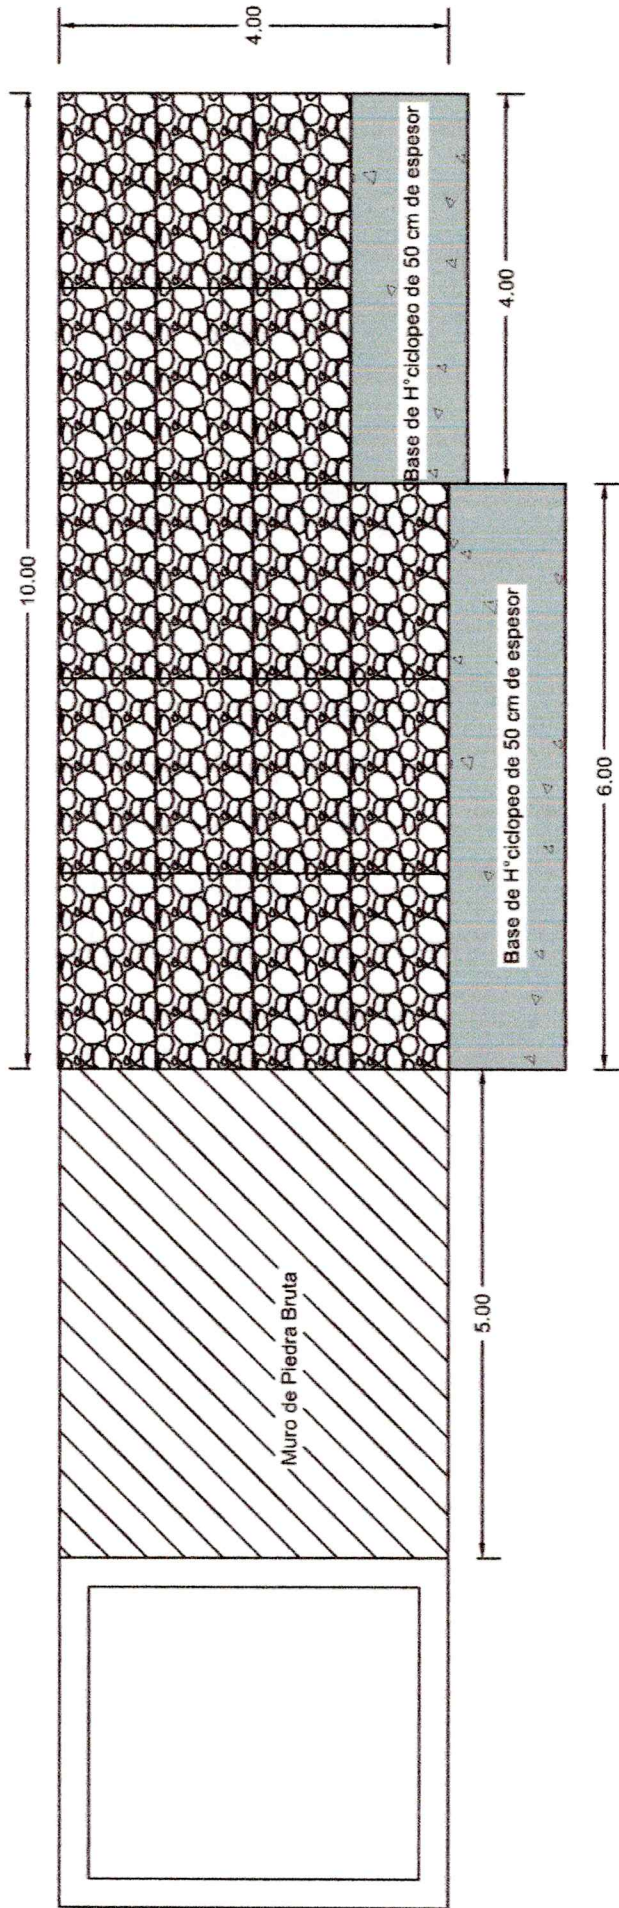 4.00
10.00
Base de H°ciclopeo de 50 cm de espesor
4.00
Base de H°ciclopeo de 50 cm de espesor
6.00
Muro de Piedra Bruta
5.00